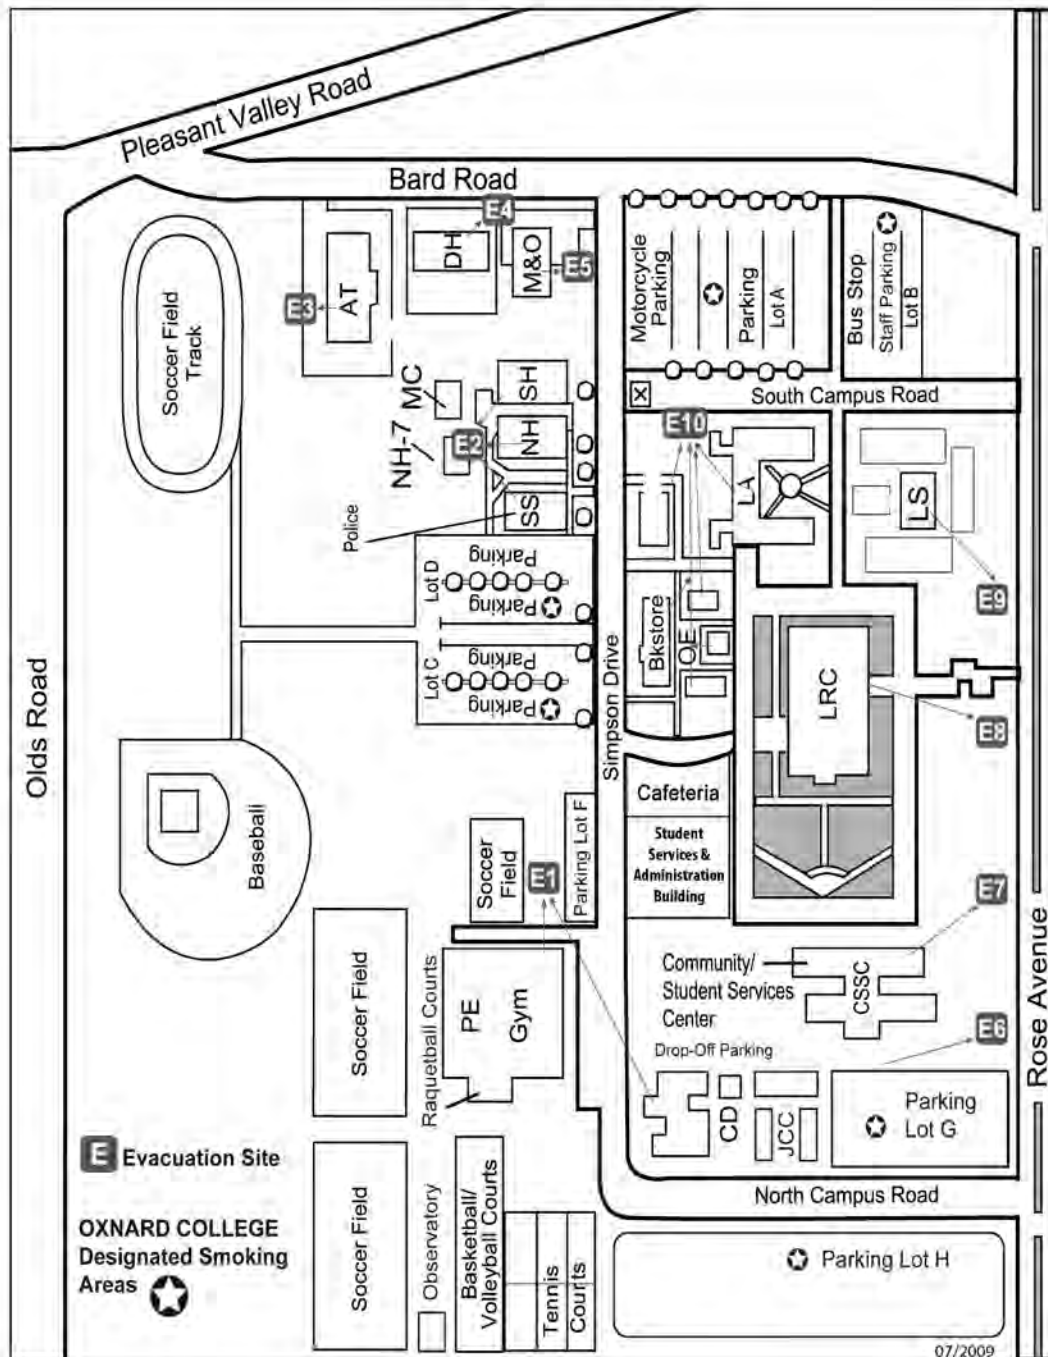 Pleasant Valley Road
Bard Road
Olds Road
Rose Avenue
Simpson Drive
South Campus Road
North Campus Road
Soccer Field
Track
E3
AT
DH
E4
M&O
E5
Motorcycle
Parking
Parking
Lot A
Bus Stop
Staff Parking
Lot B
MC
NH-7
E2
SH
NH
SS
Police
X
E10
LA
LS
E9
Lot D
Parking
Parking
Lot C
Parking
Parking
Bkstore
OE
LRC
E8
Baseball
Soccer
Field
E1
Parking Lot F
Cafeteria
Student
Services &
Administration
Building
E7
Community/
Student Services
Center
CSSC
E6
Drop-Off Parking
CD
JCC
Parking
Lot G
Soccer Field
Raquetball Courts
PE
Gym
Soccer Field
Observatory
Basketball/
Volleyball Courts
Tennis
Courts
Parking Lot H
E Evacuation Site
OXNARD COLLEGE
Designated Smoking
Areas
07/2009